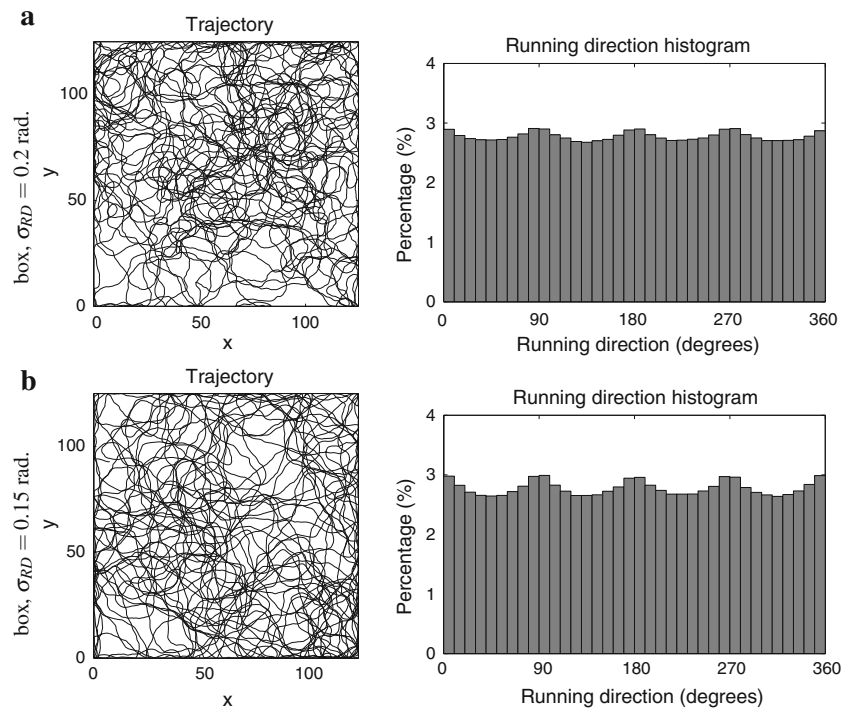 a
Trajectory
box, σRD = 0.2 rad.
y
100
50
0
0 50 100
x
Running direction histogram
Percentage (%)
4
3
2
1
0
0 90 180 270 360
Running direction (degrees)
b
Trajectory
box, σRD = 0.15 rad.
y
100
50
0
0 50 100
x
Running direction histogram
Percentage (%)
4
3
2
1
0
0 90 180 270 360
Running direction (degrees)